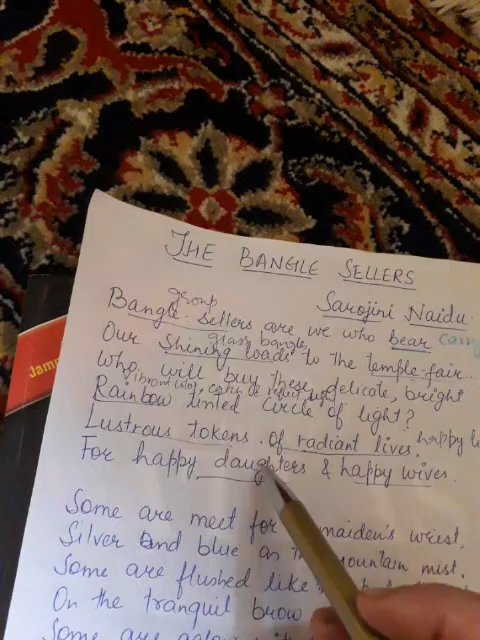 THE BANGLE SELLERS
Sarojini Naidu
group
Bangle sellers are we who bear
Our Shining loads to the temple-fair...
glass bangles
Who will buy these delicate, bright
Rainbow tinted circle of light?
Lustrous tokens of radiant lives,
happy
For happy daughters & happy wives.
Some are meet for maiden's wrist,
Silver and blue as the mountain mist,
Some are flushed like
On the tranquil brow
Some are
Jam